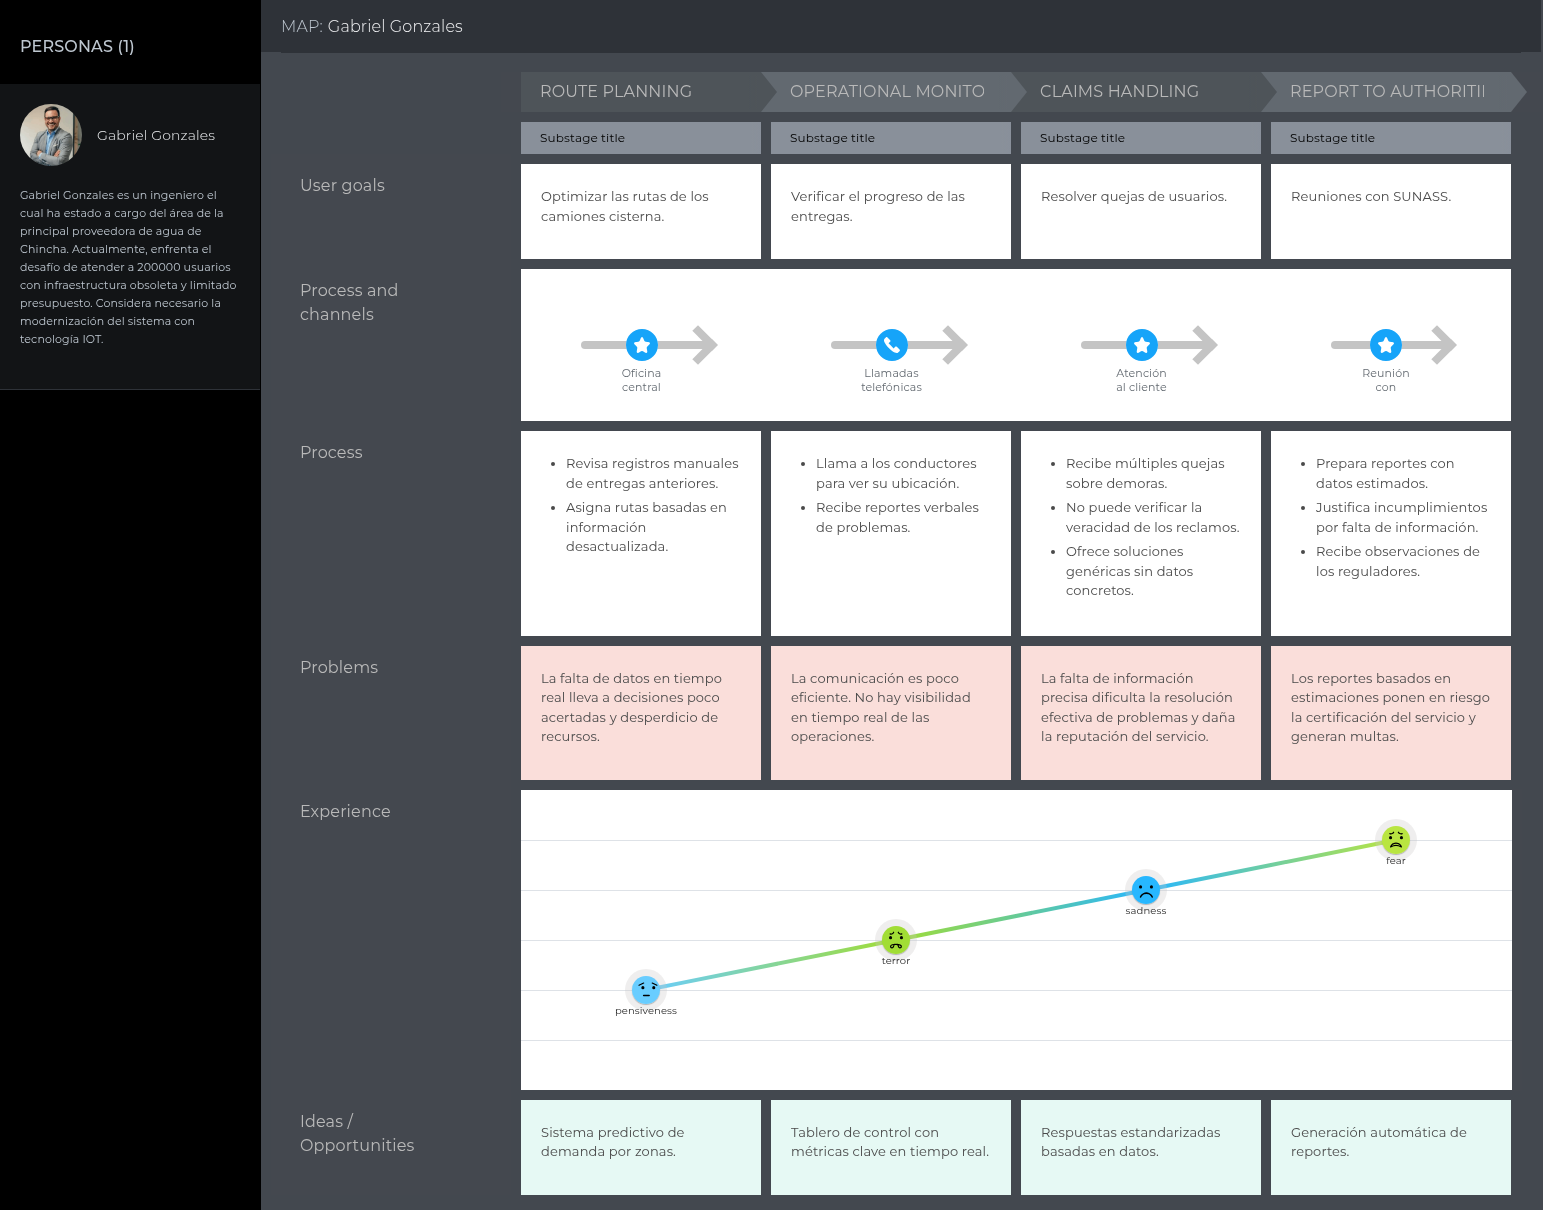 PERSONAS (1)
Gabriel Gonzales
Gabriel Gonzales es un ingeniero el
cual ha estado a cargo del área de la
principal proveedora de agua de
Chincha. Actualmente, enfrenta el
desafío de atender a 200000 usuarios
con infraestructura obsoleta y limitado
presupuesto. Considera necesario la
modernización del sistema con
tecnología IOT.
MAP: Gabriel Gonzales
ROUTE PLANNING
OPERATIONAL MONITO
CLAIMS HANDLING
REPORT TO AUTHORITII
Substage title
Substage title
Substage title
Substage title
User goals
Optimizar las rutas de los
camiones cisterna.
Verificar el progreso de las
entregas.
Resolver quejas de usuarios.
Reuniones con SUNASS.
Process and
channels
Oficina
central
Llamadas
telefónicas
Atención
al cliente
Reunión
con
Process
• Revisa registros manuales
de entregas anteriores.
• Asigna rutas basadas en
información
desactualizada.
• Llama a los conductores
para ver su ubicación.
• Recibe reportes verbales
de problemas.
• Recibe múltiples quejas
sobre demoras.
• No puede verificar la
veracidad de los reclamos.
• Ofrece soluciones
genéricas sin datos
concretos.
• Prepara reportes con
datos estimados.
• Justifica incumplimientos
por falta de información.
• Recibe observaciones de
los reguladores.
Problems
La falta de datos en tiempo
real lleva a decisiones poco
acertadas y desperdicio de
recursos.
La comunicación es poco
eficiente. No hay visibilidad
en tiempo real de las
operaciones.
La falta de información
precisa dificulta la resolución
efectiva de problemas y daña
la reputación del servicio.
Los reportes basados en
estimaciones ponen en riesgo
la certificación del servicio y
generan multas.
Experience
pensiveness
terror
sadness
fear
Ideas /
Opportunities
Sistema predictivo de
demanda por zonas.
Tablero de control con
métricas clave en tiempo real.
Respuestas estandarizadas
basadas en datos.
Generación automática de
reportes.